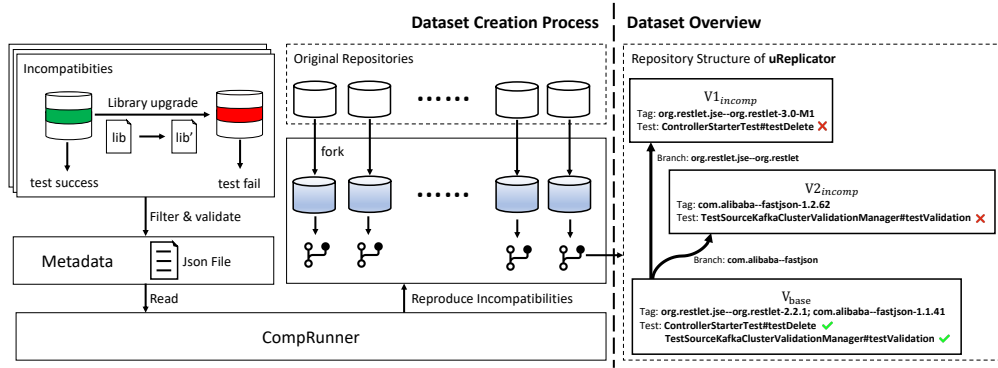 Dataset Creation Process
Incompatibities
Library upgrade
lib
lib'
test success
test fail
Filter & validate
Metadata
Json File
Read
CompRunner
Original Repositories
......
fork
......
Reproduce Incompatibilities
Dataset Overview
Repository Structure of uReplicator
V1incomp
Tag: org.restlet.jse--org.restlet-3.0-M1
Test: ControllerStarterTest#testDelete
Branch: org.restlet.jse--org.restlet
V2incomp
Tag: com.alibaba--fastjson-1.2.62
Test: TestSourceKafkaClusterValidationManager#testValidation
Branch: com.alibaba--fastjson
Vbase
Tag: org.restlet.jse--org.restlet-2.2.1; com.alibaba--fastjson-1.1.41
Test: ControllerStarterTest#testDelete
TestSourceKafkaClusterValidationManager#testValidation